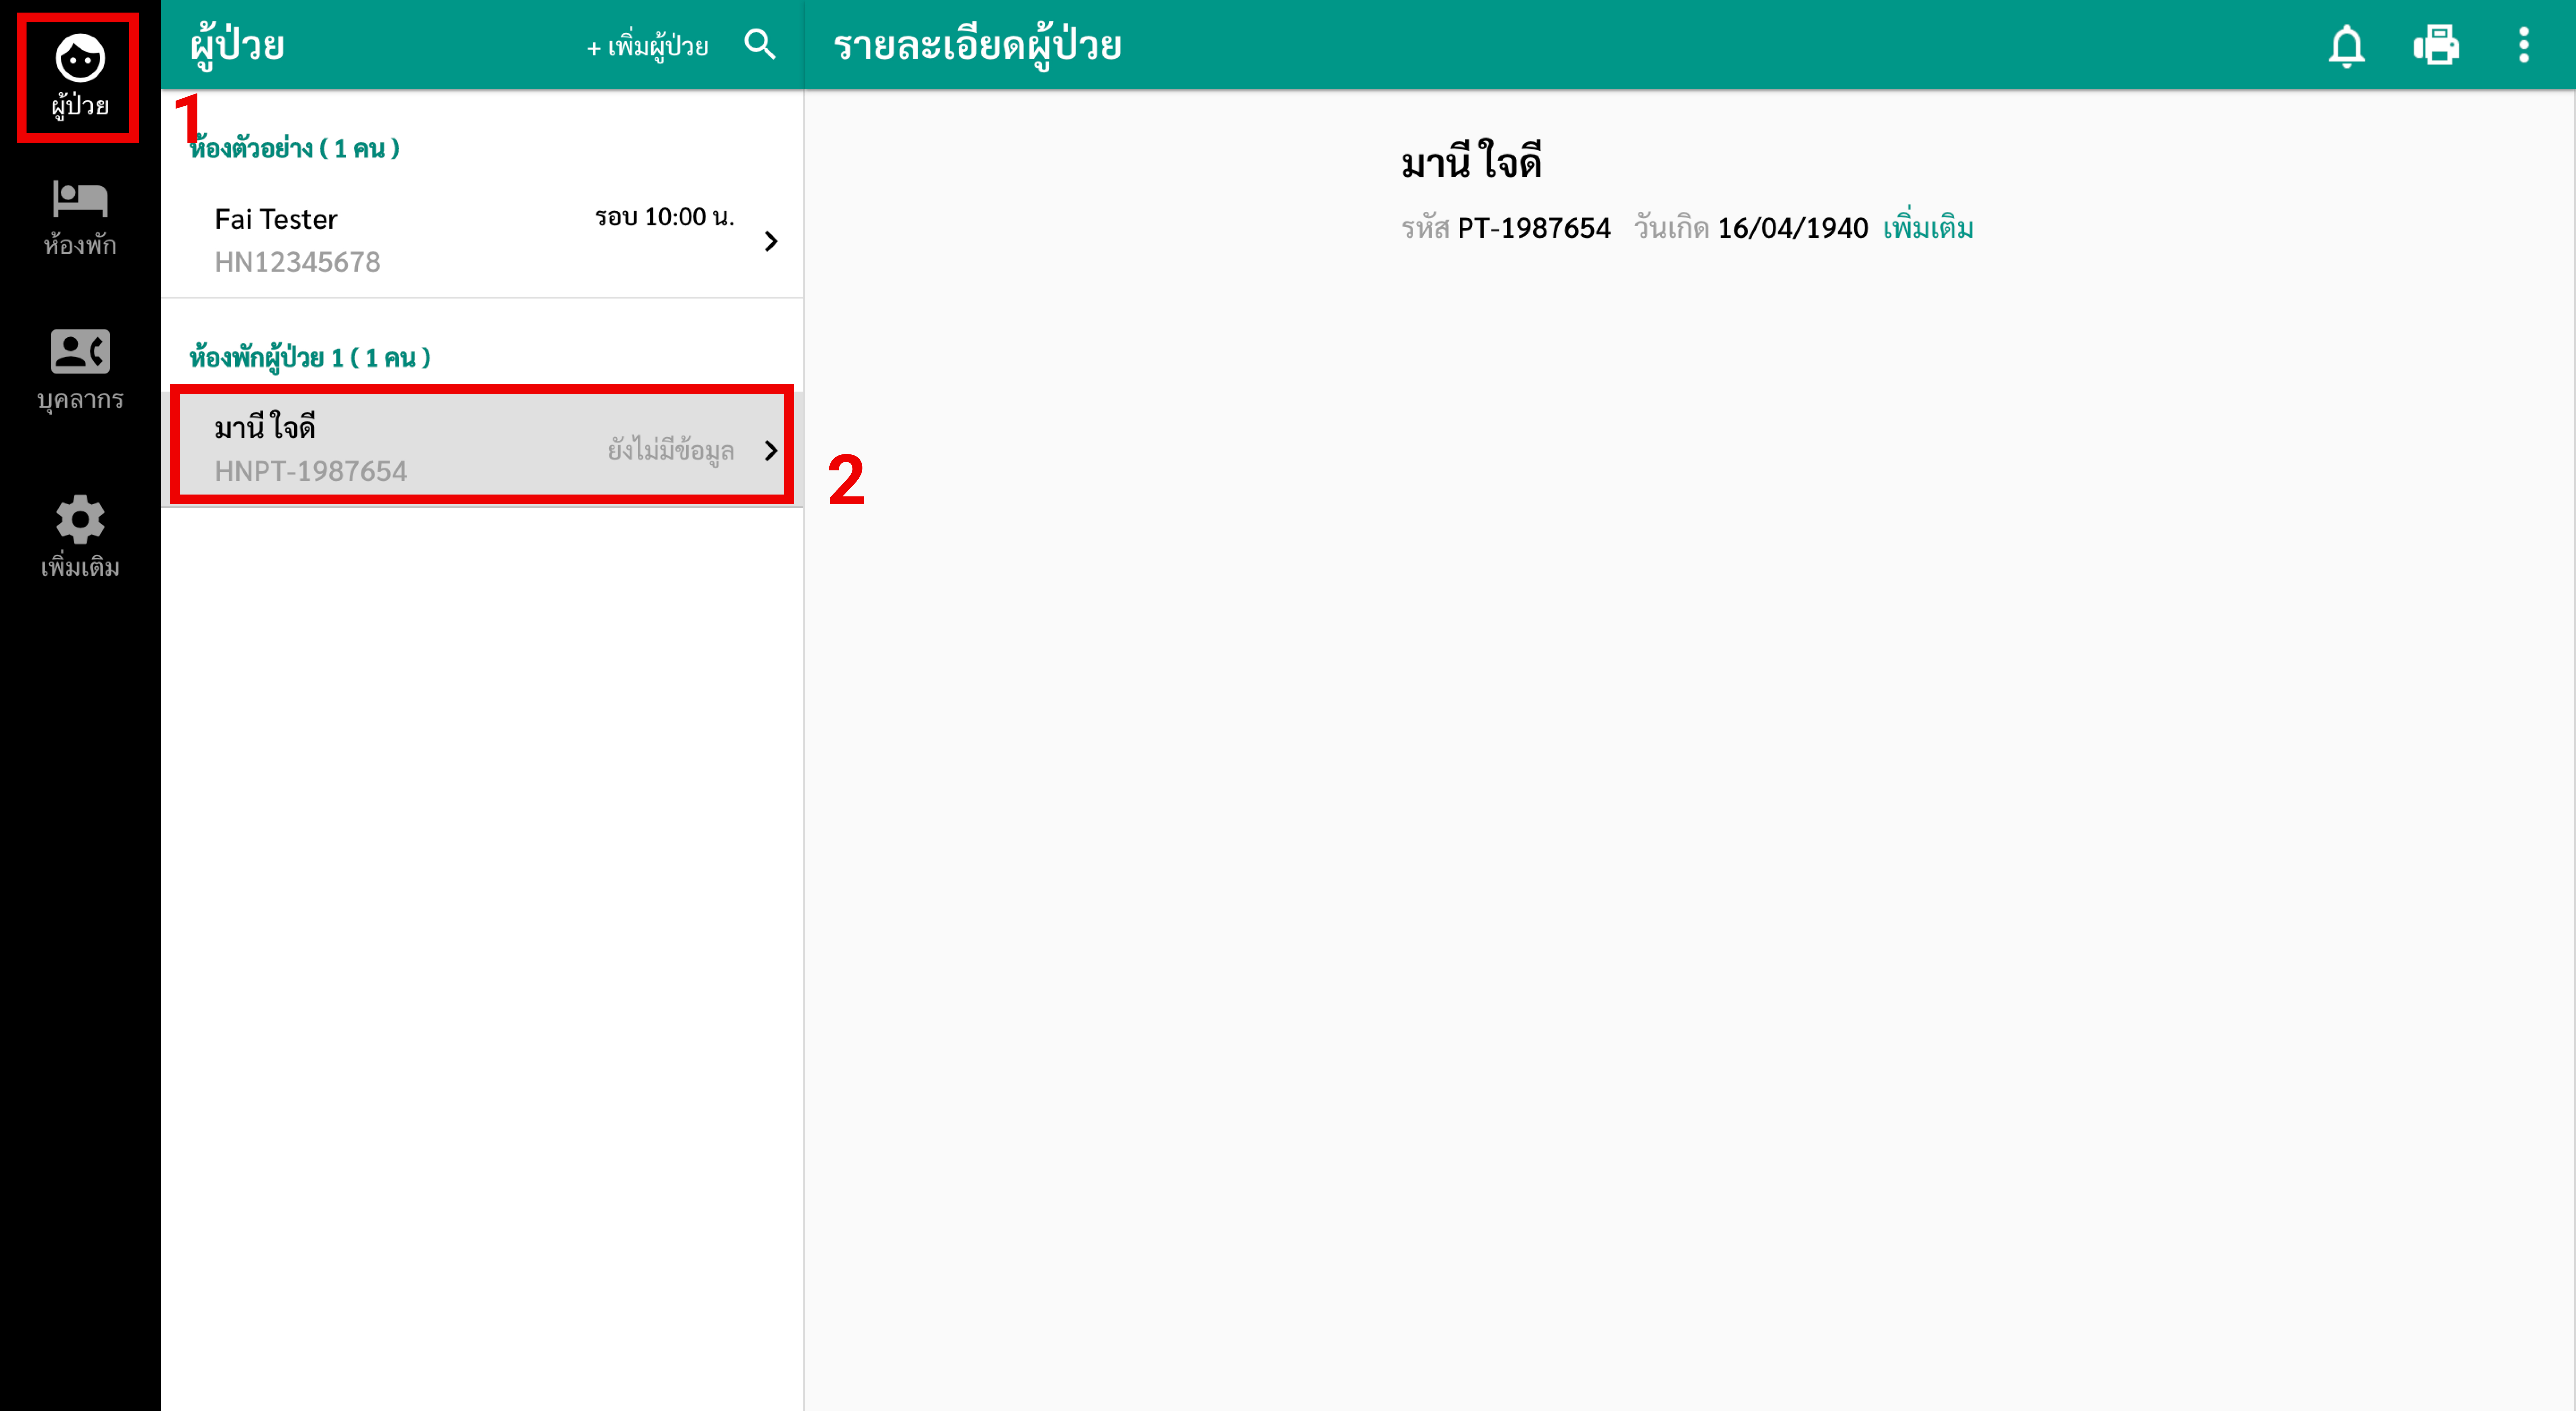 ผู้ป่วย
ห้องพัก
บุคลากร
เพิ่มเติม
ผู้ป่วย
+ เพิ่มผู้ป่วย
1
ห้องตัวอย่าง ( 1 คน )
Fai Tester
รอบ 10:00 น.
HN12345678
ห้องพักผู้ป่วย 1 ( 1 คน )
มานี ใจดี
ยังไม่มีข้อมูล
HNPT-1987654
2
รายละเอียดผู้ป่วย
มานี ใจดี
รหัส PT-1987654 วันเกิด 16/04/1940 เพิ่มเติม